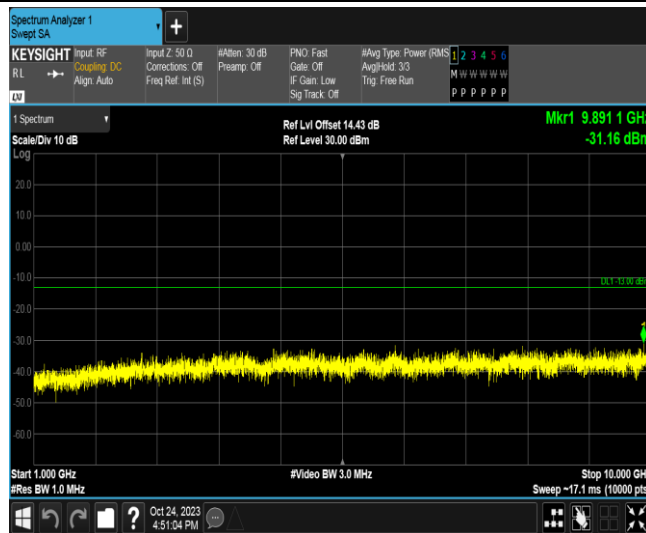 Spectrum Analyzer 1
Swept SA
KEYSIGHT
RL
Input: RF
Coupling: DC
Align: Auto
Input Z: 50 Ω
Corrections: Off
Freq Ref: Int (S)
#Atten: 30 dB
Preamp: Off
PNO: Fast
Gate: Off
IF Gain: Low
Sig Track: Off
#Avg Type: Power (RMS
Avg|Hold: 3/3
Trig: Free Run
1 2 3 4 5 6
M W W W W W
P P P P P P
1 Spectrum
Scale/Div 10 dB
Log
Ref Lvl Offset 14.43 dB
Ref Level 30.00 dBm
Mkr1 9.891 1 GHz
-31.16 dBm
20.0
10.0
0.00
-10.0
DL1 -13.00 dBm
-20.0
-30.0
1
-40.0
-50.0
-60.0
Start 1.000 GHz
#Res BW 1.0 MHz
#Video BW 3.0 MHz
Stop 10.000 GHz
Sweep ~17.1 ms (10000 pts
?
Oct 24, 2023
4:51:04 PM